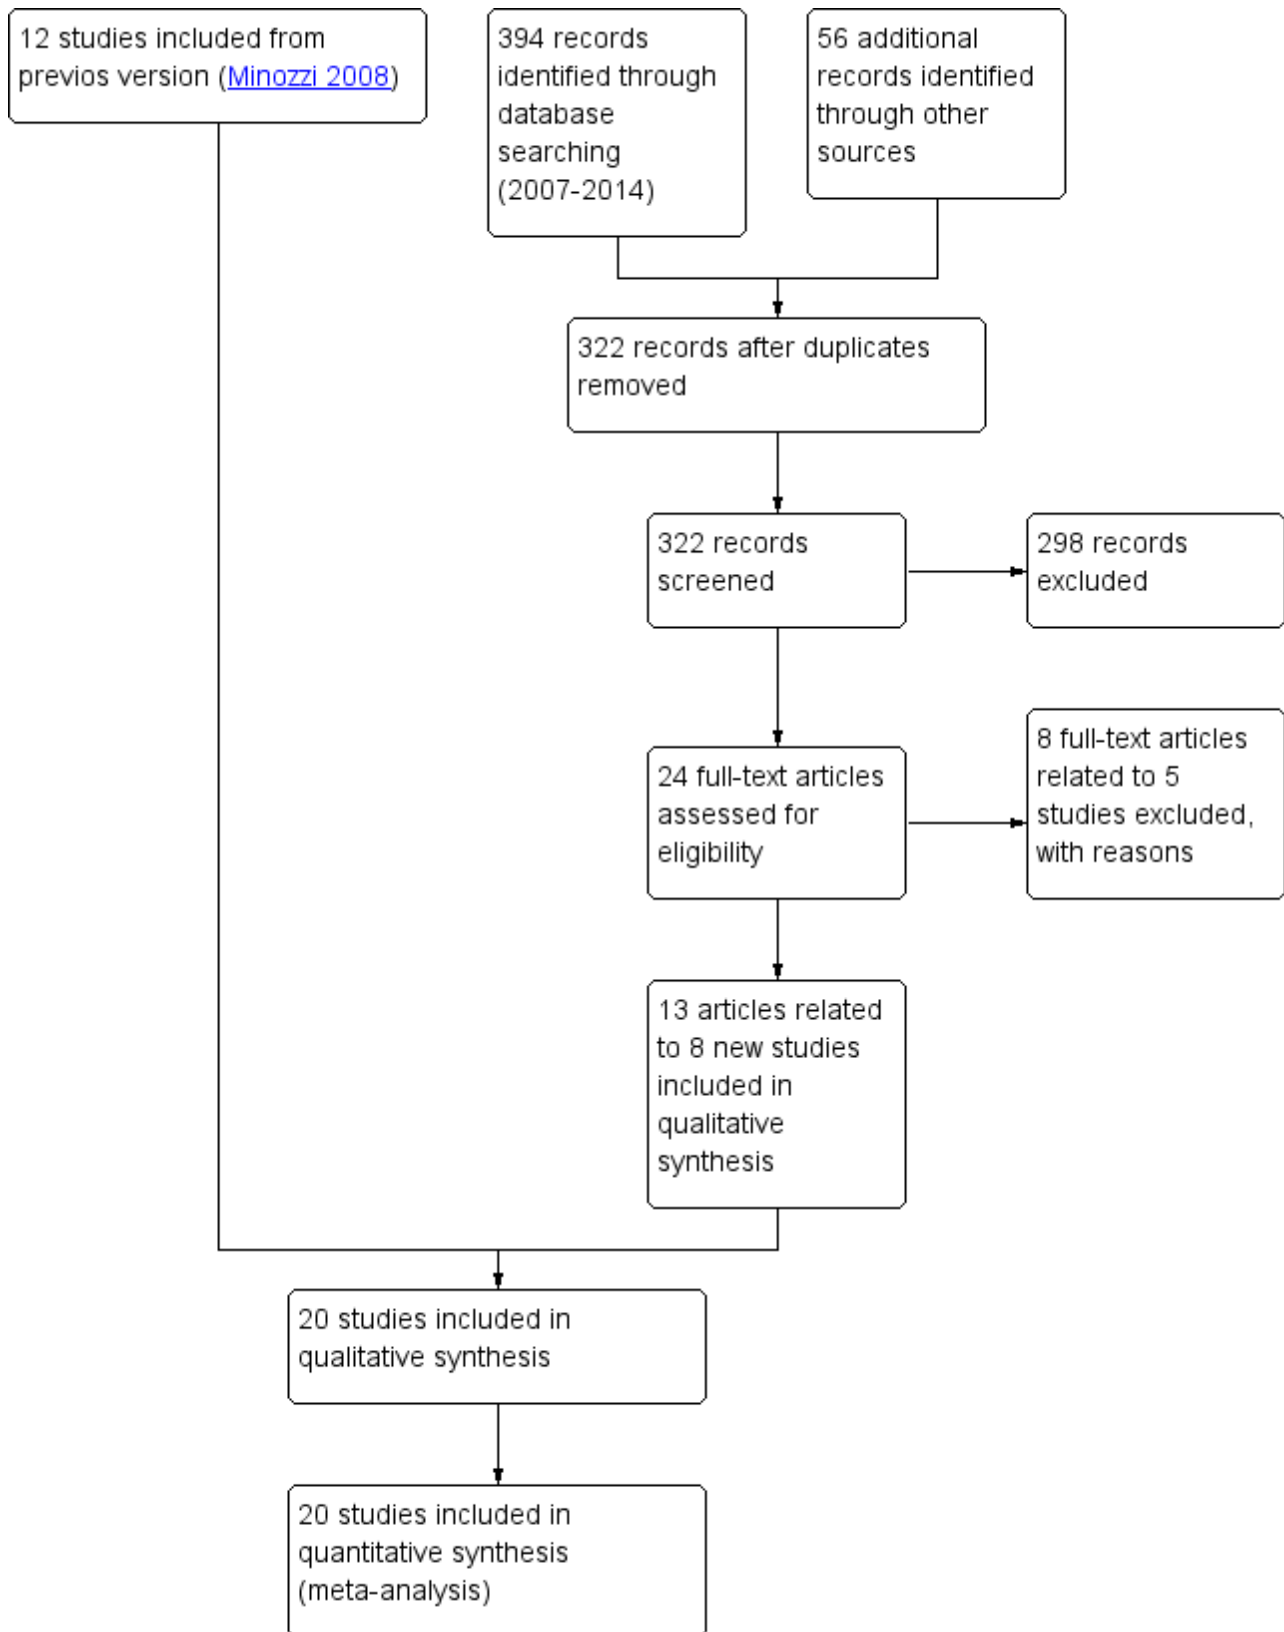 12 studies included from
previos version (Minozzi 2008)
394 records
identified through
database
searching
(2007-2014)
56 additional
records identified
through other
sources
322 records after duplicates
removed
322 records
screened
298 records
excluded
24 full-text articles
assessed for
eligibility
8 full-text articles
related to 5
studies excluded,
with reasons
13 articles related
to 8 new studies
included in
qualitative
synthesis
20 studies included in
qualitative synthesis
20 studies included in
quantitative synthesis
(meta-analysis)